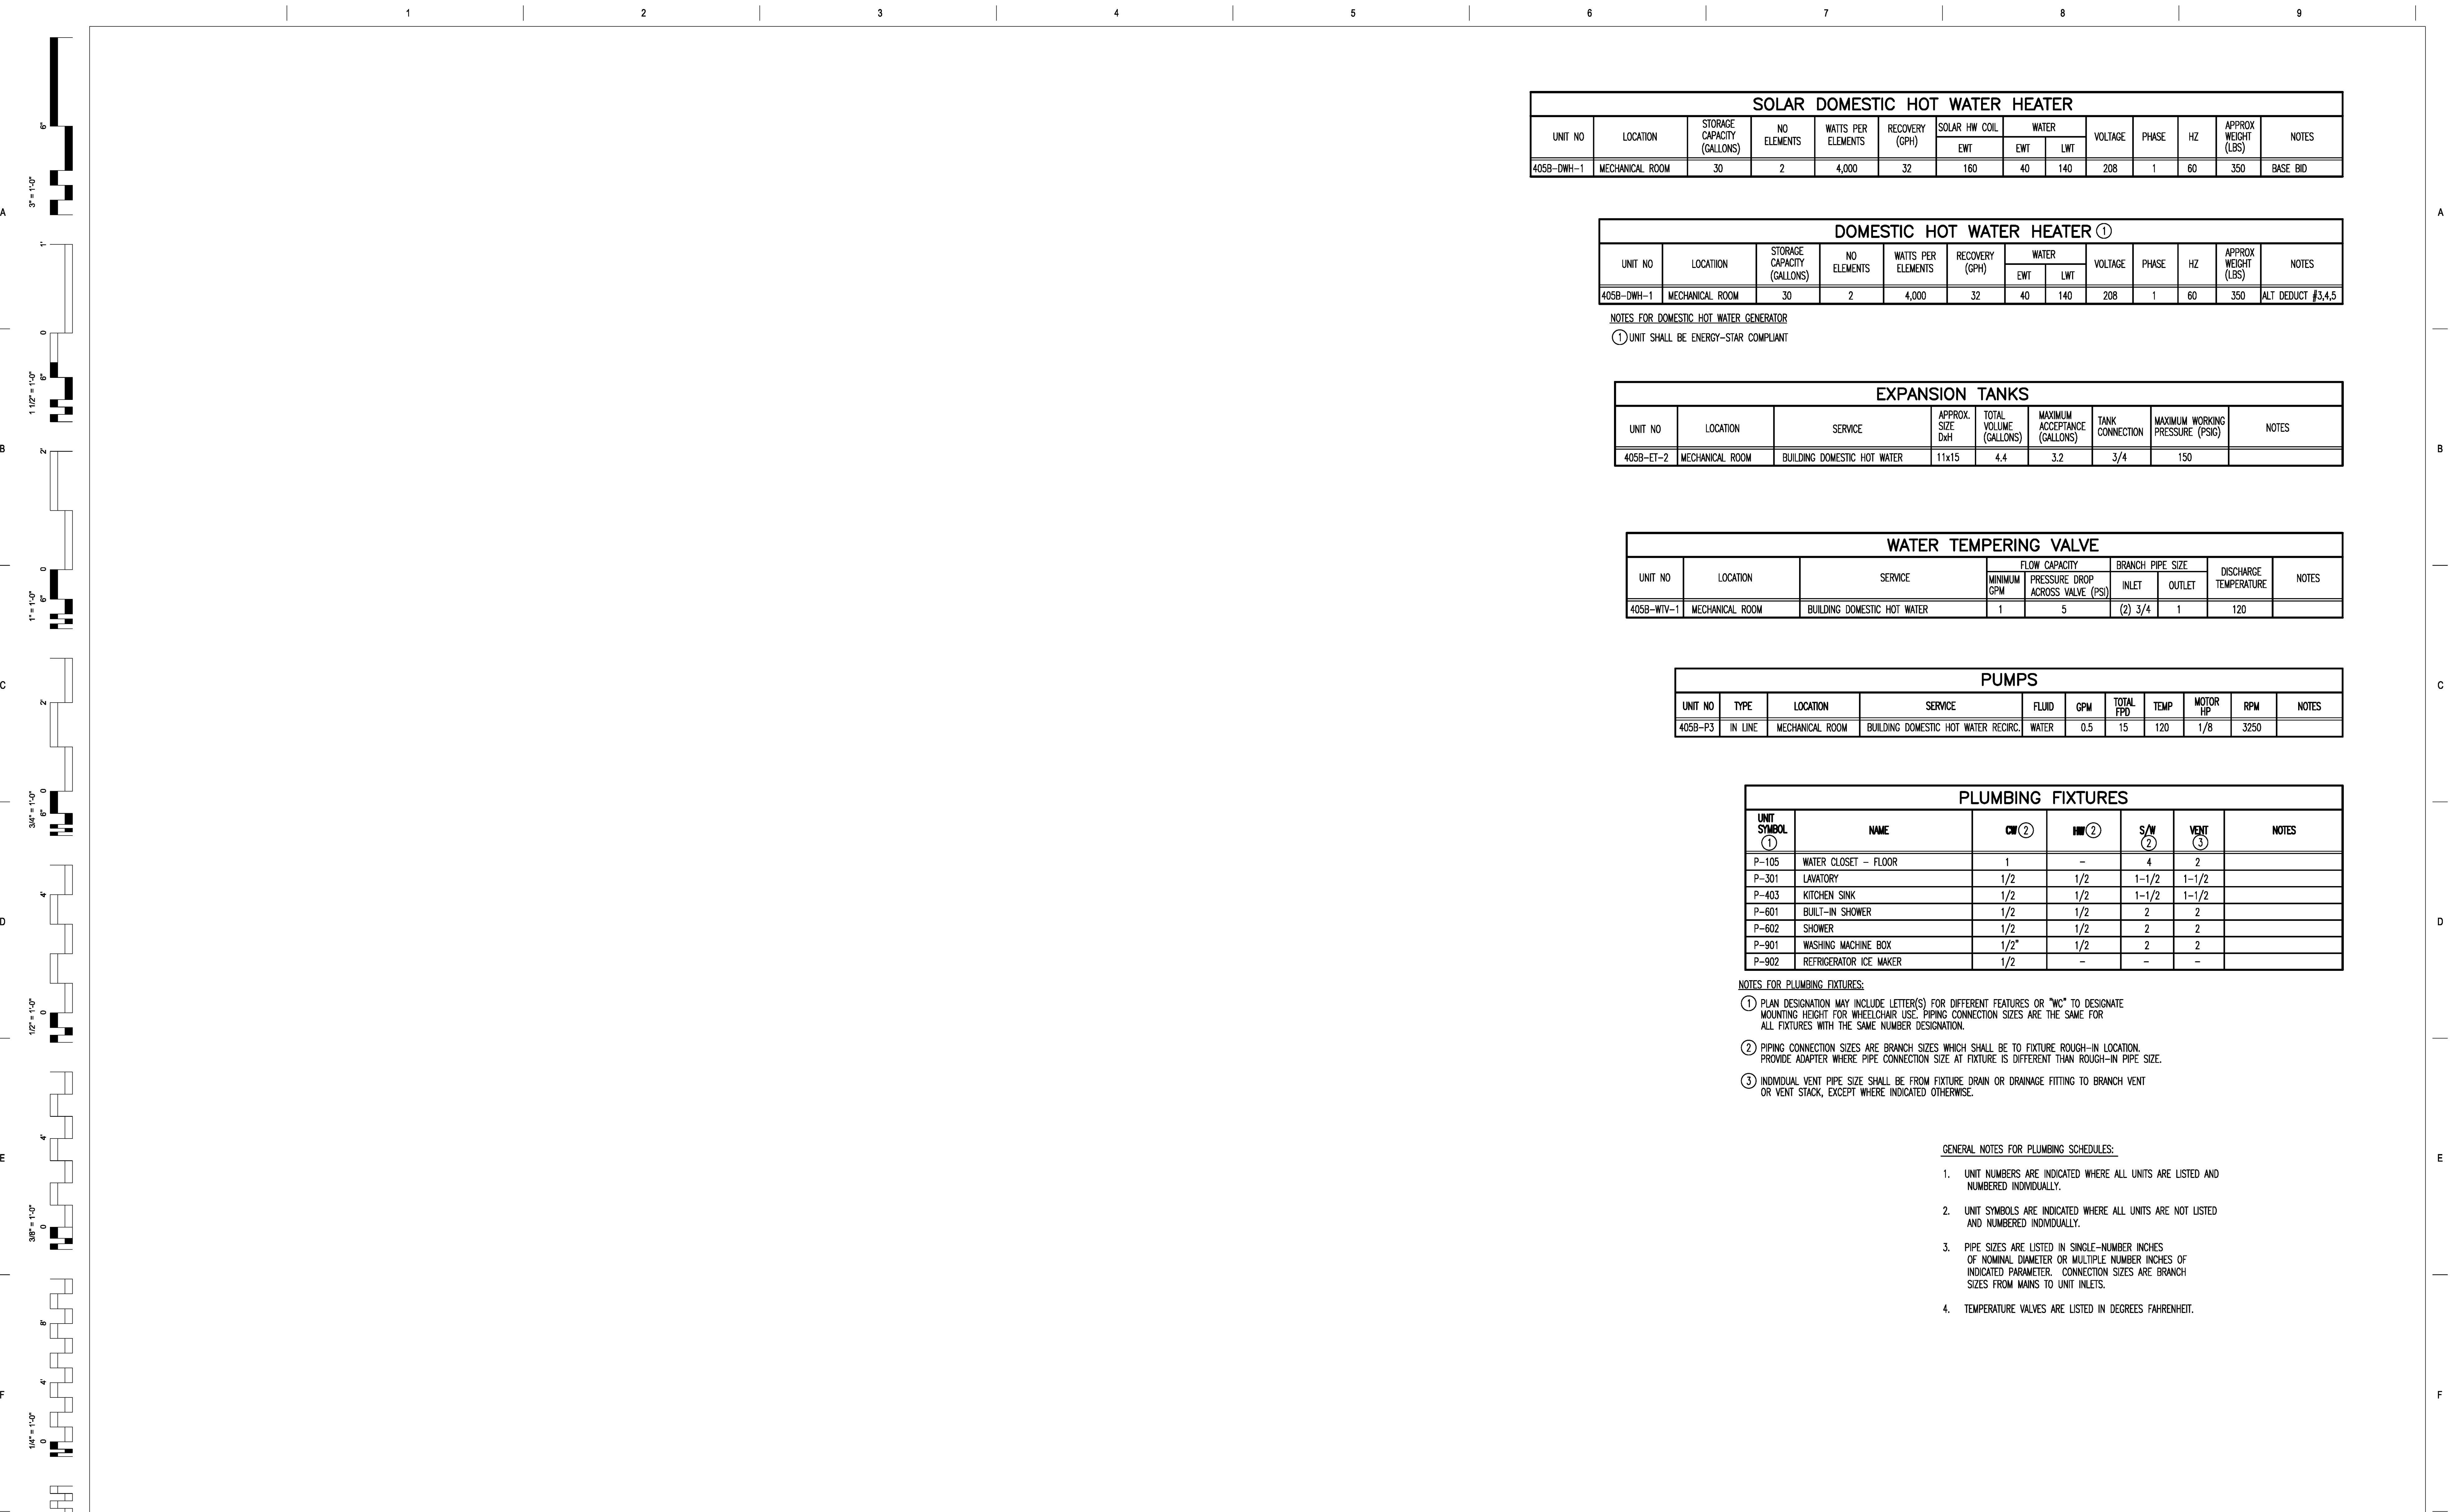 1 2 3 4 5 6 7 8 9
SOLAR DOMESTIC HOT WATER HEATER
UNIT NO LOCATION STORAGE CAPACITY (GALLONS) NO ELEMENTS WATTS PER ELEMENTS RECOVERY (GPH) SOLAR HW COIL EWT WATER EWT LWT VOLTAGE PHASE HZ APPROX WEIGHT (LBS) NOTES
405B-DWH-1 MECHANICAL ROOM 30 2 4,000 32 160 40 140 208 1 60 350 BASE BID
DOMESTIC HOT WATER HEATER ①
UNIT NO LOCATIION STORAGE CAPACITY (GALLONS) NO ELEMENTS WATTS PER ELEMENTS RECOVERY (GPH) WATER EWT LWT VOLTAGE PHASE HZ APPROX WEIGHT (LBS) NOTES
405B-DWH-1 MECHANICAL ROOM 30 2 4,000 32 40 140 208 1 60 350 ALT DEDUCT #3,4,5
NOTES FOR DOMESTIC HOT WATER GENERATOR
① UNIT SHALL BE ENERGY-STAR COMPLIANT
EXPANSION TANKS
UNIT NO LOCATION SERVICE APPROX. SIZE DxH TOTAL VOLUME (GALLONS) MAXIMUM ACCEPTANCE (GALLONS) TANK CONNECTION MAXIMUM WORKING PRESSURE (PSIG) NOTES
405B-ET-2 MECHANICAL ROOM BUILDING DOMESTIC HOT WATER 11x15 4.4 3.2 3/4 150
WATER TEMPERING VALVE
UNIT NO LOCATION SERVICE FLOW CAPACITY MINIMUM GPM PRESSURE DROP ACROSS VALVE (PSI) BRANCH PIPE SIZE INLET OUTLET DISCHARGE TEMPERATURE NOTES
405B-WTV-1 MECHANICAL ROOM BUILDING DOMESTIC HOT WATER 1 5 (2) 3/4 1 120
PUMPS
UNIT NO TYPE LOCATION SERVICE FLUID GPM TOTAL FPD TEMP MOTOR HP RPM NOTES
405B-P3 IN LINE MECHANICAL ROOM BUILDING DOMESTIC HOT WATER RECIRC. WATER 0.5 15 120 1/8 3250
PLUMBING FIXTURES
UNIT SYMBOL ① NAME CW ② HW ② S/W ② VENT ③ NOTES
P-105 WATER CLOSET - FLOOR 1 - 4 2
P-301 LAVATORY 1/2 1/2 1-1/2 1-1/2
P-403 KITCHEN SINK 1/2 1/2 1-1/2 1-1/2
P-601 BUILT-IN SHOWER 1/2 1/2 2 2
P-602 SHOWER 1/2 1/2 2 2
P-901 WASHING MACHINE BOX 1/2" 1/2 2 2
P-902 REFRIGERATOR ICE MAKER 1/2 - - -
NOTES FOR PLUMBING FIXTURES:
① PLAN DESIGNATION MAY INCLUDE LETTER(S) FOR DIFFERENT FEATURES OR "WC" TO DESIGNATE
MOUNTING HEIGHT FOR WHEELCHAIR USE. PIPING CONNECTION SIZES ARE THE SAME FOR
ALL FIXTURES WITH THE SAME NUMBER DESIGNATION.
② PIPING CONNECTION SIZES ARE BRANCH SIZES WHICH SHALL BE TO FIXTURE ROUGH-IN LOCATION.
PROVIDE ADAPTER WHERE PIPE CONNECTION SIZE AT FIXTURE IS DIFFERENT THAN ROUGH-IN PIPE SIZE.
③ INDIVIDUAL VENT PIPE SIZE SHALL BE FROM FIXTURE DRAIN OR DRAINAGE FITTING TO BRANCH VENT
OR VENT STACK, EXCEPT WHERE INDICATED OTHERWISE.
GENERAL NOTES FOR PLUMBING SCHEDULES:
1. UNIT NUMBERS ARE INDICATED WHERE ALL UNITS ARE LISTED AND
NUMBERED INDIVIDUALLY.
2. UNIT SYMBOLS ARE INDICATED WHERE ALL UNITS ARE NOT LISTED
AND NUMBERED INDIVIDUALLY.
3. PIPE SIZES ARE LISTED IN SINGLE-NUMBER INCHES
OF NOMINAL DIAMETER OR MULTIPLE NUMBER INCHES OF
INDICATED PARAMETER. CONNECTION SIZES ARE BRANCH
SIZES FROM MAINS TO UNIT INLETS.
4. TEMPERATURE VALVES ARE LISTED IN DEGREES FAHRENHEIT.
3" = 1'-0" 6"
1 1/2" = 1'-0" 6" 0 1'
1" = 1'-0" 6" 0 2'
3/4" = 1'-0" 6" 0 2'
1/2" = 1'-0" 0 4'
3/8" = 1'-0" 0 4'
1/4" = 1'-0" 0 4' 8'
A A
B B
C C
D D
E E
F F